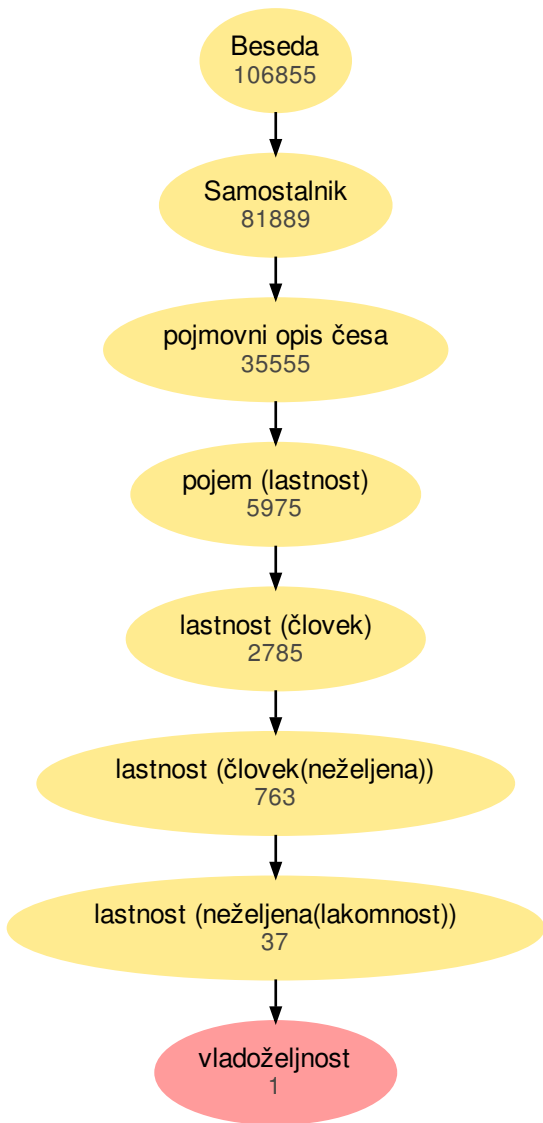 Beseda
106855
Samostalnik
81889
pojmovni opis česa
35555
pojem (lastnost)
5975
lastnost (človek)
2785
lastnost (človek(neželjena))
763
lastnost (neželjena(lakomnost))
37
vladoželjnost
1